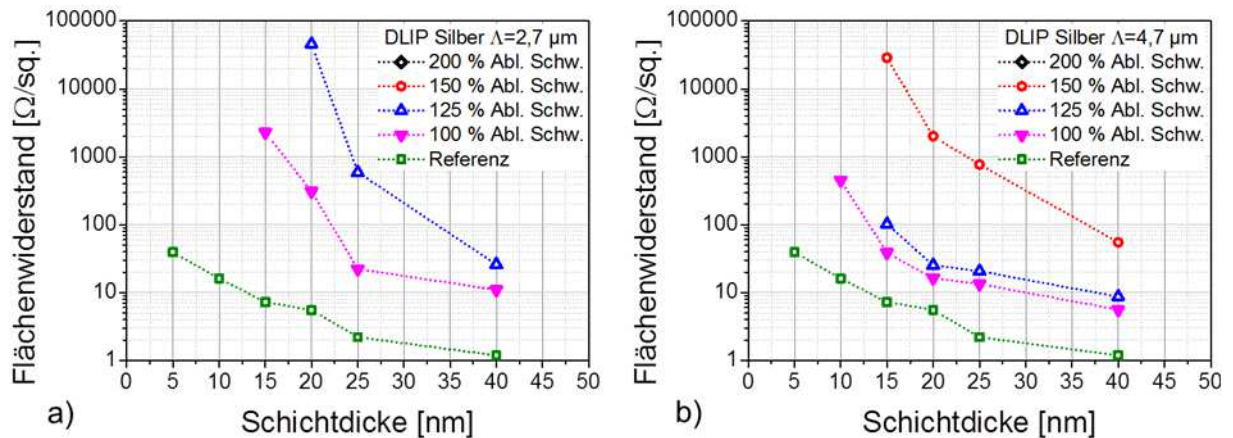 Flächenwiderstand [Ω/sq.]
100000
10000
1000
100
10
1
DLIP Silber Λ=2,7 µm
200 % Abl. Schw.
150 % Abl. Schw.
125 % Abl. Schw.
100 % Abl. Schw.
Referenz
0 5 10 15 20 25 30 35 40 45 50
a)
Schichtdicke [nm]
Flächenwiderstand [Ω/sq.]
100000
10000
1000
100
10
1
DLIP Silber Λ=4,7 µm
200 % Abl. Schw.
150 % Abl. Schw.
125 % Abl. Schw.
100 % Abl. Schw.
Referenz
0 5 10 15 20 25 30 35 40 45 50
b)
Schichtdicke [nm]